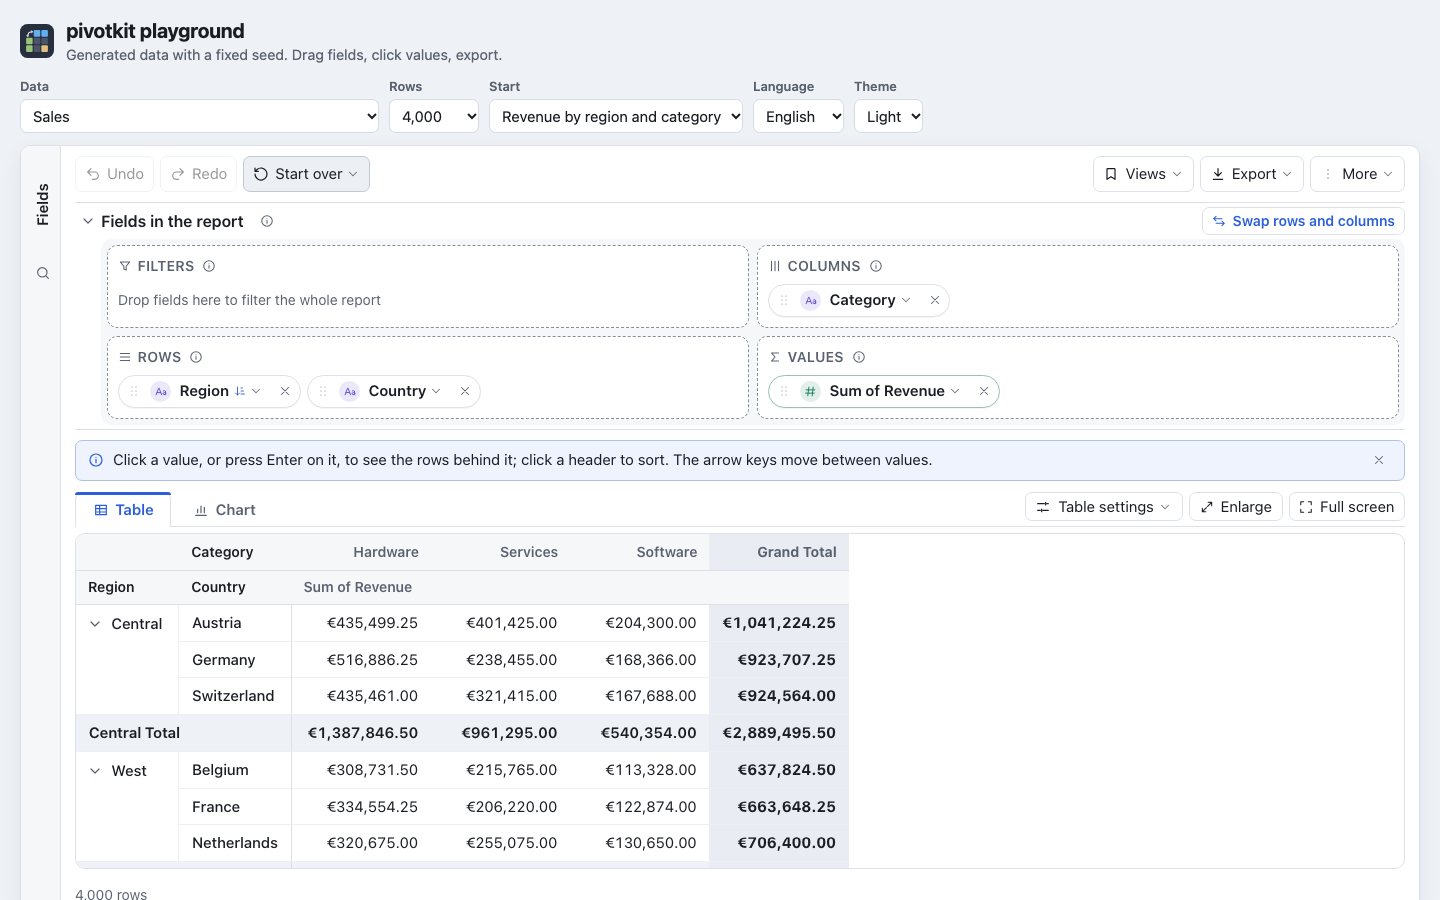 pivotkit playground
Generated data with a fixed seed. Drag fields, click values, export.
Data Rows Start Language Theme
Sales 4,000 Revenue by region and category English Light
Fields
Undo Redo Start over Views Export More
Fields in the report Swap rows and columns
FILTERS
Drop fields here to filter the whole report
COLUMNS
Aa Category
ROWS
Aa Region Aa Country
VALUES
# Sum of Revenue
Click a value, or press Enter on it, to see the rows behind it; click a header to sort. The arrow keys move between values.
Table Chart Table settings Enlarge Full screen
Category Hardware Services Software Grand Total
Region Country Sum of Revenue
Central Austria €435,499.25 €401,425.00 €204,300.00 €1,041,224.25
Germany €516,886.25 €238,455.00 €168,366.00 €923,707.25
Switzerland €435,461.00 €321,415.00 €167,688.00 €924,564.00
Central Total €1,387,846.50 €961,295.00 €540,354.00 €2,889,495.50
West Belgium €308,731.50 €215,765.00 €113,328.00 €637,824.50
France €334,554.25 €206,220.00 €122,874.00 €663,648.25
Netherlands €320,675.00 €255,075.00 €130,650.00 €706,400.00
4,000 rows